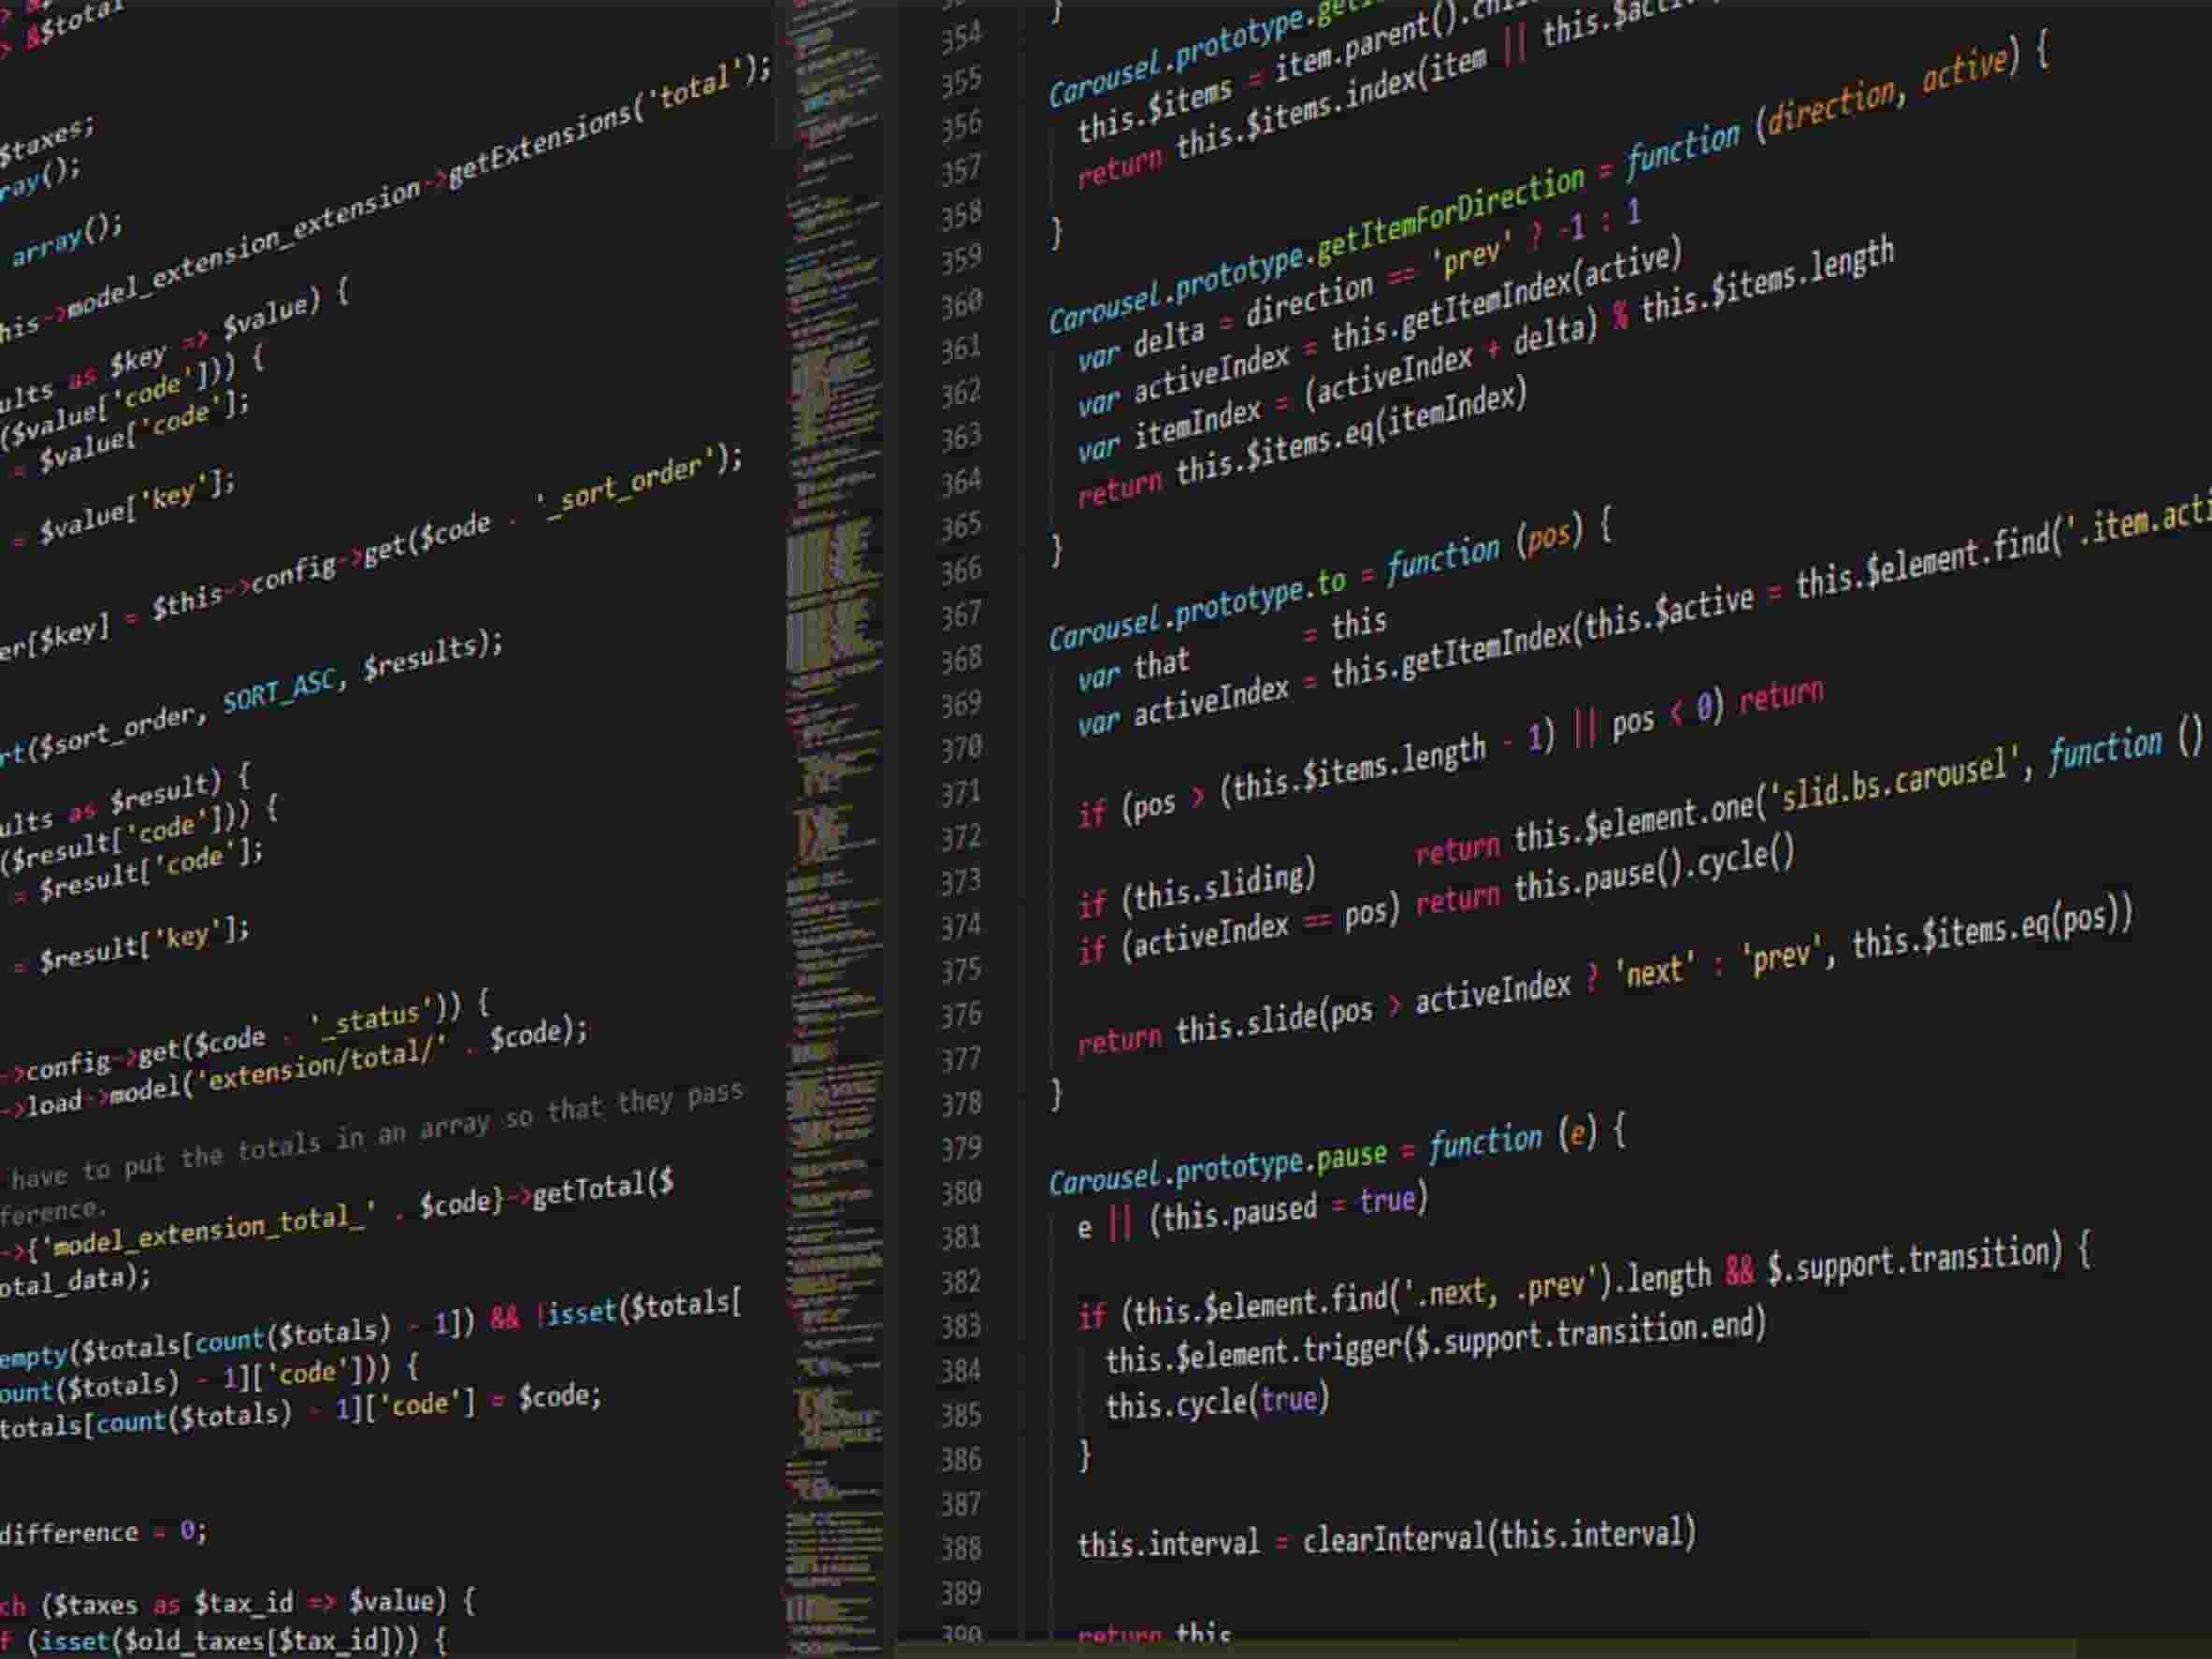 &$total
$taxes;
ray();
array();
his->model_extension_extension->getExtensions('total');
ults as $key => $value) {
($value['code'])) {
= $value['code'];
= $value['key'];
er[$key] = $this->config->get($code . '_sort_order');
rt($sort_order, SORT_ASC, $results);
ults as $result) {
($result['code'])) {
= $result['code'];
= $result['key'];
->config->get($code . '_status')) {
->load->model('extension/total/' . $code);
have to put the totals in an array so that they pass
ference.
->{'model_extension_total_' . $code}->getTotal($
otal_data);
empty($totals[count($totals) - 1]) && !isset($totals[
ount($totals) - 1]['code'])) {
totals[count($totals) - 1]['code'] = $code;
difference = 0;
ch ($taxes as $tax_id => $value) {
f (isset($old_taxes[$tax_id])) {
354 }
355
356 Carousel.prototype.getI
357 this.$items = item.parent().chi
358 return this.$items.index(item || this.$act
359 }
360
361 Carousel.prototype.getItemForDirection = function (direction, active) {
362 var delta = direction == 'prev' ? -1 : 1
363 var activeIndex = this.getItemIndex(active)
364 var itemIndex = (activeIndex + delta) % this.$items.length
365 return this.$items.eq(itemIndex)
366 }
367
368 Carousel.prototype.to = function (pos) {
369 var that = this
370 var activeIndex = this.getItemIndex(this.$active = this.$element.find('.item.acti
371
372 if (pos > (this.$items.length - 1) || pos < 0) return
373
374 if (this.sliding) return this.$element.one('slid.bs.carousel', function ()
375 if (activeIndex == pos) return this.pause().cycle()
376
377 return this.slide(pos > activeIndex ? 'next' : 'prev', this.$items.eq(pos))
378 }
379
380 Carousel.prototype.pause = function (e) {
381 e || (this.paused = true)
382
383 if (this.$element.find('.next, .prev').length && $.support.transition) {
384 this.$element.trigger($.support.transition.end)
385 this.cycle(true)
386 }
387
388 this.interval = clearInterval(this.interval)
389
390 return this